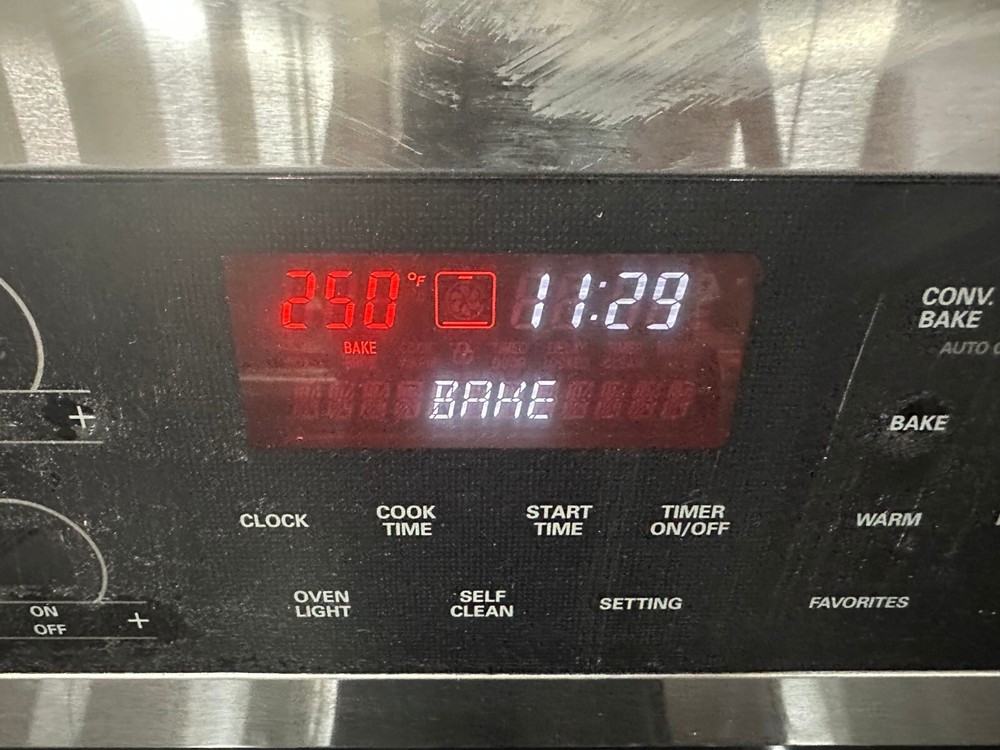 250°F 11:29
BAKE
BAKE
CONV.
BAKE
AUTO
BAKE
CLOCK
COOK
TIME
START
TIME
TIMER
ON/OFF
WARM
OVEN
LIGHT
SELF
CLEAN
SETTING
FAVORITES
+
ON
OFF
+